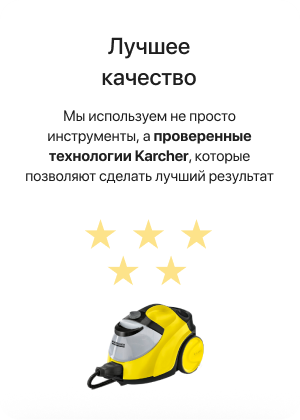 Лучшее
качество
Мы используем не просто
инструменты, а проверенные
технологии Karcher, которые
позволяют сделать лучший результат